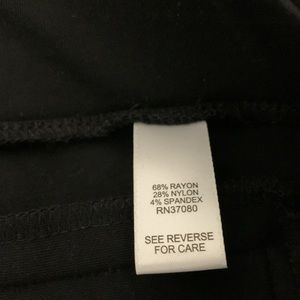 68% RAYON
28% NYLON
4% SPANDEX
RN37080
SEE REVERSE
FOR CARE